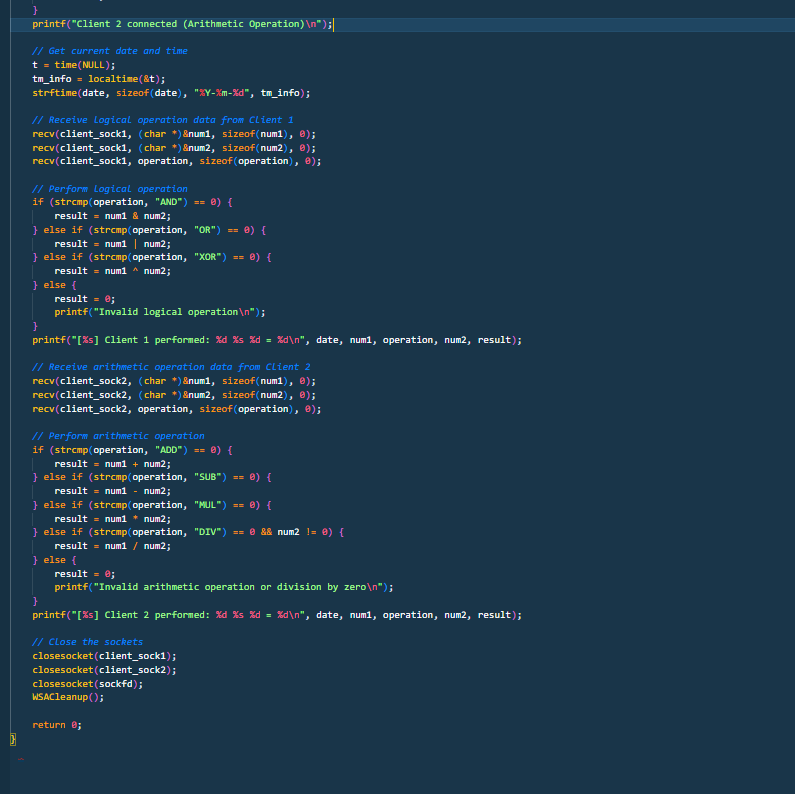 }
printf("Client 2 connected (Arithmetic Operation)\n");
// Get current date and time
t = time(NULL);
tm_info = localtime(&t);
strftime(date, sizeof(date), "%Y-%m-%d", tm_info);
// Receive logical operation data from Client 1
recv(client_sock1, (char *)&num1, sizeof(num1), 0);
recv(client_sock1, (char *)&num2, sizeof(num2), 0);
recv(client_sock1, operation, sizeof(operation), 0);
// Perform logical operation
if (strcmp(operation, "AND") == 0) {
    result = num1 & num2;
} else if (strcmp(operation, "OR") == 0) {
    result = num1 | num2;
} else if (strcmp(operation, "XOR") == 0) {
    result = num1 ^ num2;
} else {
    result = 0;
    printf("Invalid logical operation\n");
}
printf("[%s] Client 1 performed: %d %s %d = %d\n", date, num1, operation, num2, result);
// Receive arithmetic operation data from Client 2
recv(client_sock2, (char *)&num1, sizeof(num1), 0);
recv(client_sock2, (char *)&num2, sizeof(num2), 0);
recv(client_sock2, operation, sizeof(operation), 0);
// Perform arithmetic operation
if (strcmp(operation, "ADD") == 0) {
    result = num1 + num2;
} else if (strcmp(operation, "SUB") == 0) {
    result = num1 - num2;
} else if (strcmp(operation, "MUL") == 0) {
    result = num1 * num2;
} else if (strcmp(operation, "DIV") == 0 && num2 != 0) {
    result = num1 / num2;
} else {
    result = 0;
    printf("Invalid arithmetic operation or division by zero\n");
}
printf("[%s] Client 2 performed: %d %s %d = %d\n", date, num1, operation, num2, result);
// Close the sockets
closesocket(client_sock1);
closesocket(client_sock2);
closesocket(sockfd);
WSACleanup();
return 0;
}